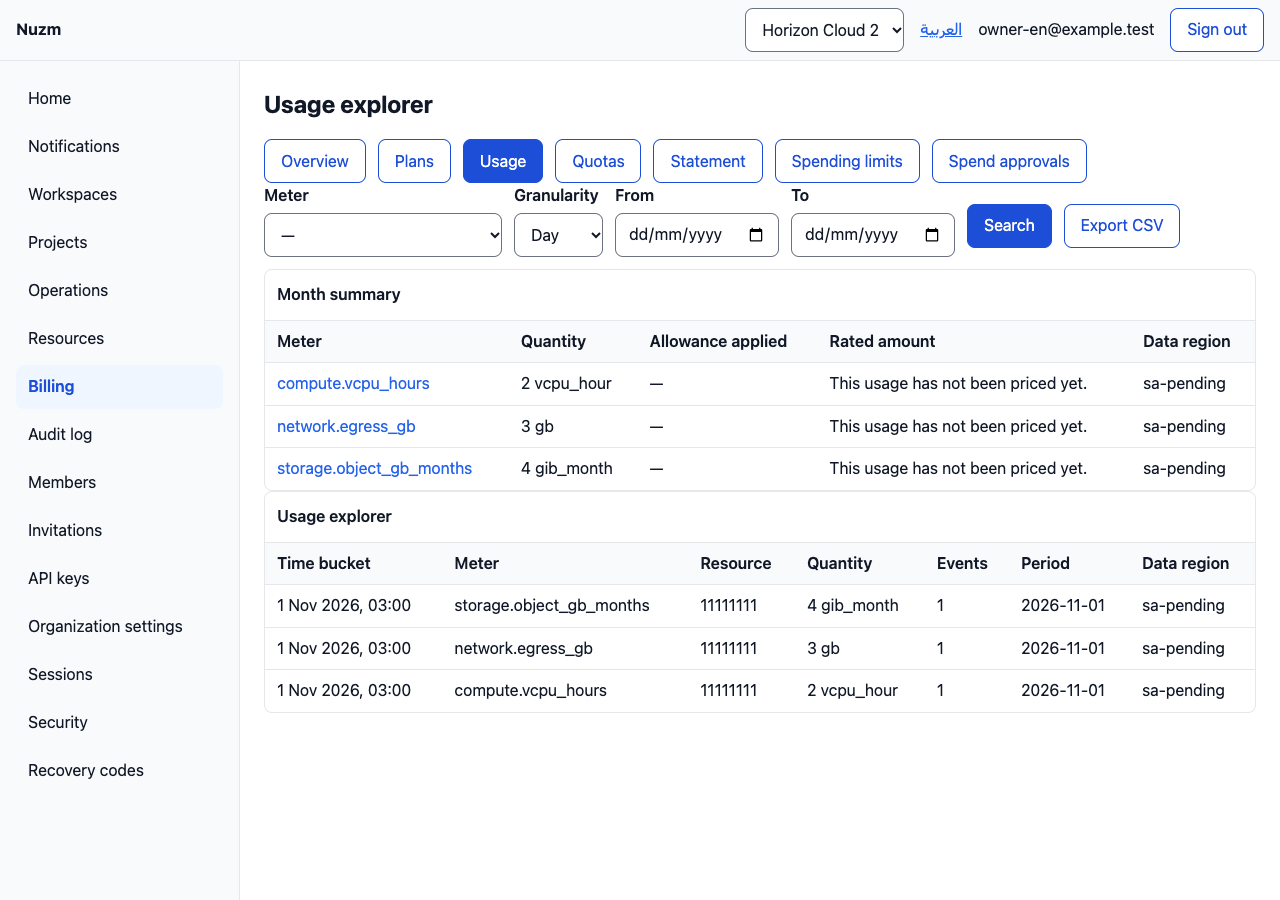 Nuzm
Horizon Cloud 2
العربية
owner-en@example.test
Sign out
Home
Notifications
Workspaces
Projects
Operations
Resources
Billing
Audit log
Members
Invitations
API keys
Organization settings
Sessions
Security
Recovery codes
Usage explorer
Overview Plans Usage Quotas Statement Spending limits Spend approvals
Meter Granularity From To
— Day dd/mm/yyyy dd/mm/yyyy Search Export CSV
Month summary
Meter Quantity Allowance applied Rated amount Data region
compute.vcpu_hours 2 vcpu_hour — This usage has not been priced yet. sa-pending
network.egress_gb 3 gb — This usage has not been priced yet. sa-pending
storage.object_gb_months 4 gib_month — This usage has not been priced yet. sa-pending
Usage explorer
Time bucket Meter Resource Quantity Events Period Data region
1 Nov 2026, 03:00 storage.object_gb_months 11111111 4 gib_month 1 2026-11-01 sa-pending
1 Nov 2026, 03:00 network.egress_gb 11111111 3 gb 1 2026-11-01 sa-pending
1 Nov 2026, 03:00 compute.vcpu_hours 11111111 2 vcpu_hour 1 2026-11-01 sa-pending